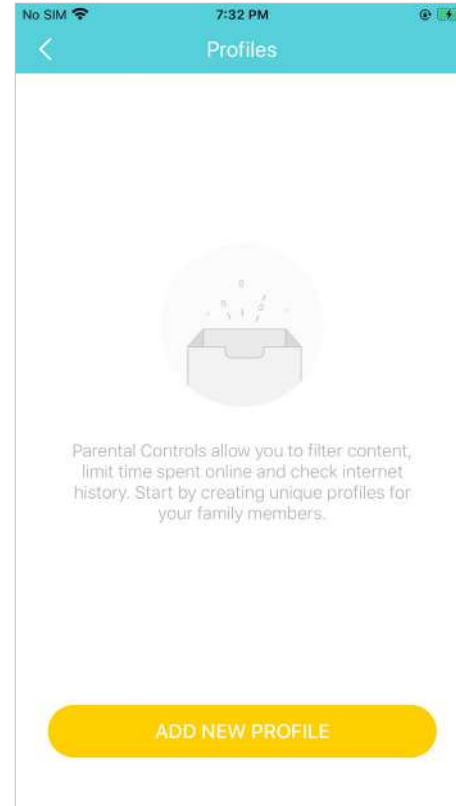 No SIM 7:32 PM
Profiles
Parental Controls allow you to filter content,
limit time spent online and check internet
history. Start by creating unique profiles for
your family members.
ADD NEW PROFILE